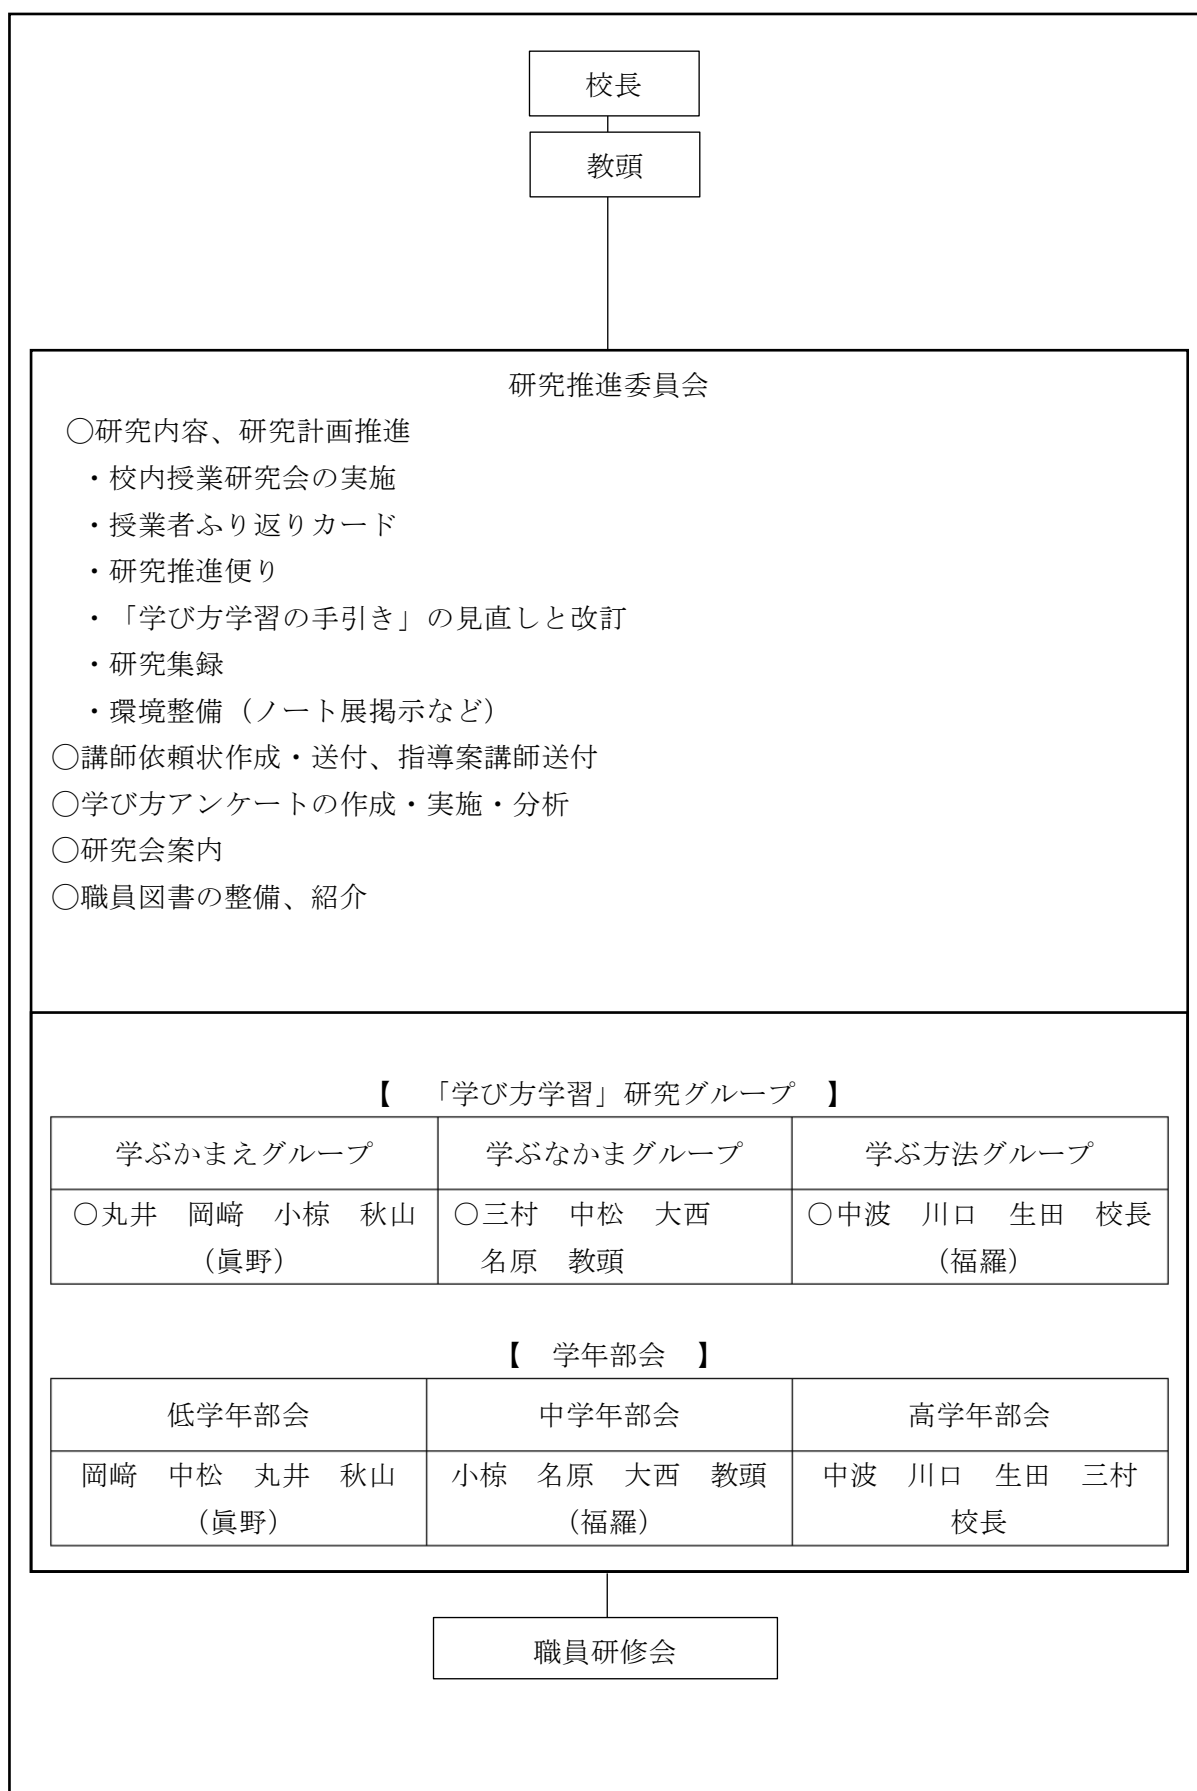 校長
教頭
研究推進委員会
○研究内容、研究計画推進
・校内授業研究会の実施
・授業者ふり返りカード
・研究推進便り
・「学び方学習の手引き」の見直しと改訂
・研究集録
・環境整備（ノート展掲示など）
○講師依頼状作成・送付、指導案講師送付
○学び方アンケートの作成・実施・分析
○研究会案内
○職員図書の整備、紹介
【　「学び方学習」研究グループ　】
学ぶかまえグループ　学ぶなかまグループ　学ぶ方法グループ
○丸井　岡﨑　小椋　秋山　○三村　中松　大西　○中波　川口　生田　校長
（眞野）　名原　教頭　（福羅）
【　学年部会　】
低学年部会　中学年部会　高学年部会
岡﨑　中松　丸井　秋山　小椋　名原　大西　教頭　中波　川口　生田　三村
（眞野）　（福羅）　校長
職員研修会